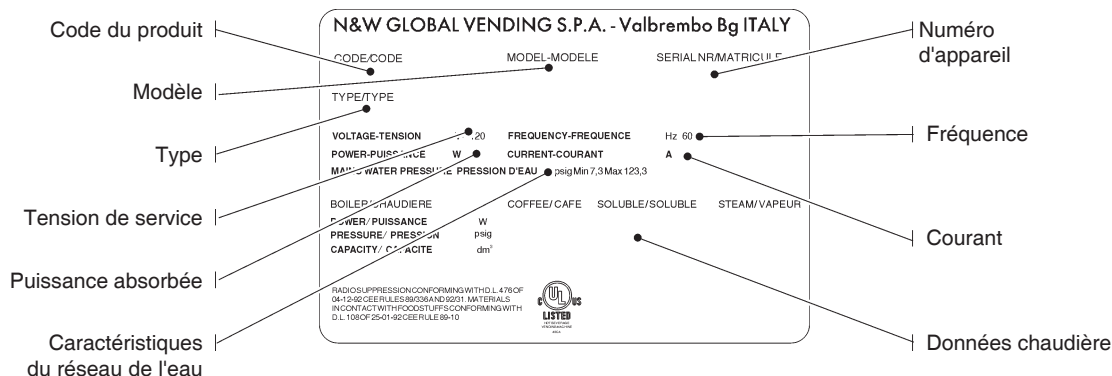 Code du produit
Modèle
Type
Tension de service
Puissance absorbée
Caractéristiques
du réseau de l'eau
N&W GLOBAL VENDING S.P.A. - Valbrembo Bg ITALY
CODE/CODE MODEL-MODELE SERIAL NR/MATRICULE
TYPE/TYPE
VOLTAGE-TENSION 120 FREQUENCY-FREQUENCE Hz 60
POWER-PUISSANCE W CURRENT-COURANT A
MAINS WATER PRESSURE PRESSION D'EAU psig Min 7,3 Max 123,3
BOILER/CHAUDIERE COFFEE/ CAFE SOLUBLE/SOLUBLE STEAM/VAPEUR
POWER/ PUISSANCE W
PRESSURE/ PRESSION psig
CAPACITY/ CAPACITE dm³
RADIO SUPPRESSION CONFORMING WITH D.L. 476 OF
04-12-92 CEE RULES 89/336 AND 92/31. MATERIALS
IN CONTACT WITH FOODSTUFFS CONFORMING WITH
D.L. 108 OF 25-01-92 CEE RULE 89-10
C UL US
LISTED
Numéro
d'appareil
Fréquence
Courant
Données chaudière